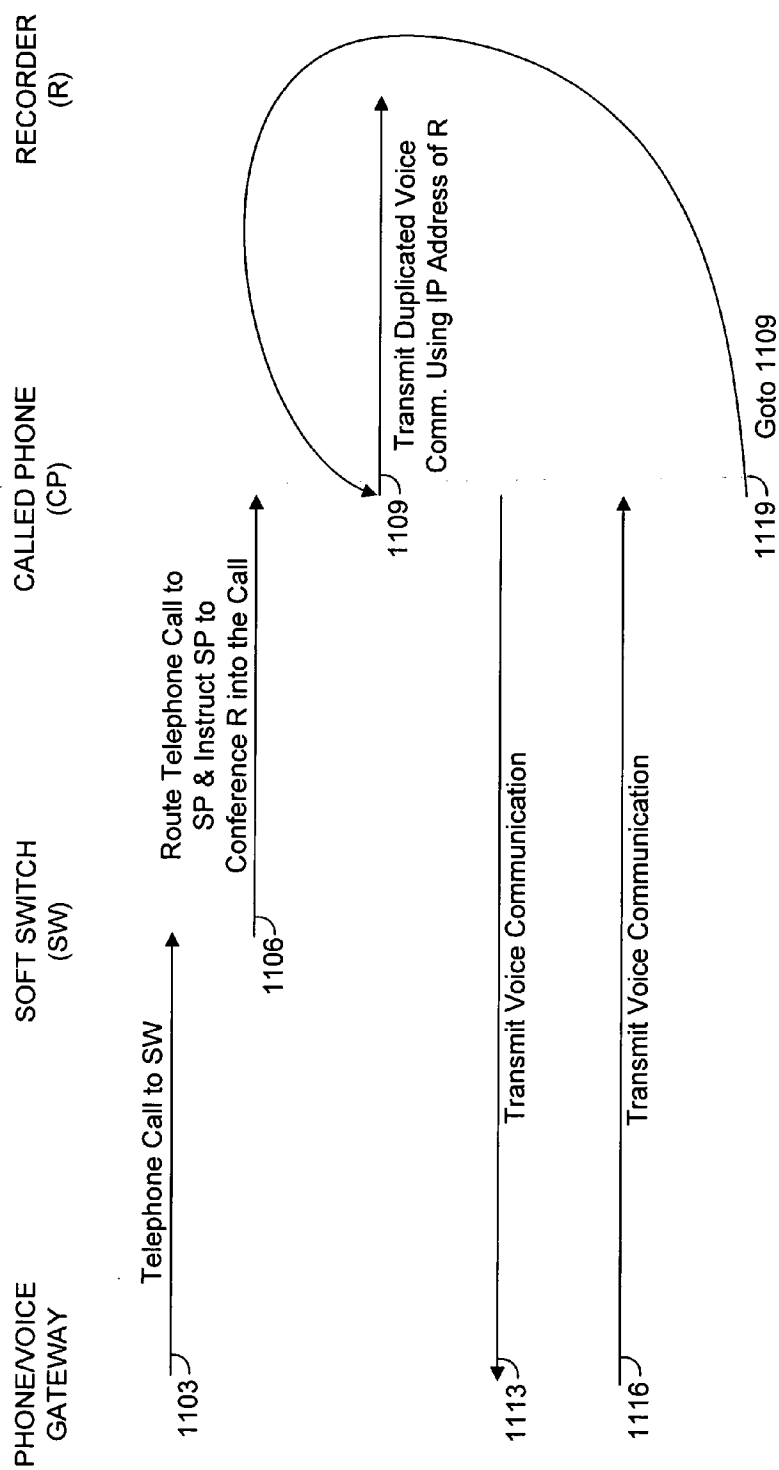 PHONE/VOICE
GATEWAY
SOFT SWITCH
(SW)
CALLED PHONE
(CP)
RECORDER
(R)
Telephone Call to SW
1103
Route Telephone Call to
SP & Instruct SP to
Conference R into the Call
1106
1109
Transmit Duplicated Voice
Comm. Using IP Address of R
Transmit Voice Communication
1113
Transmit Voice Communication
1116
1119
Goto 1109